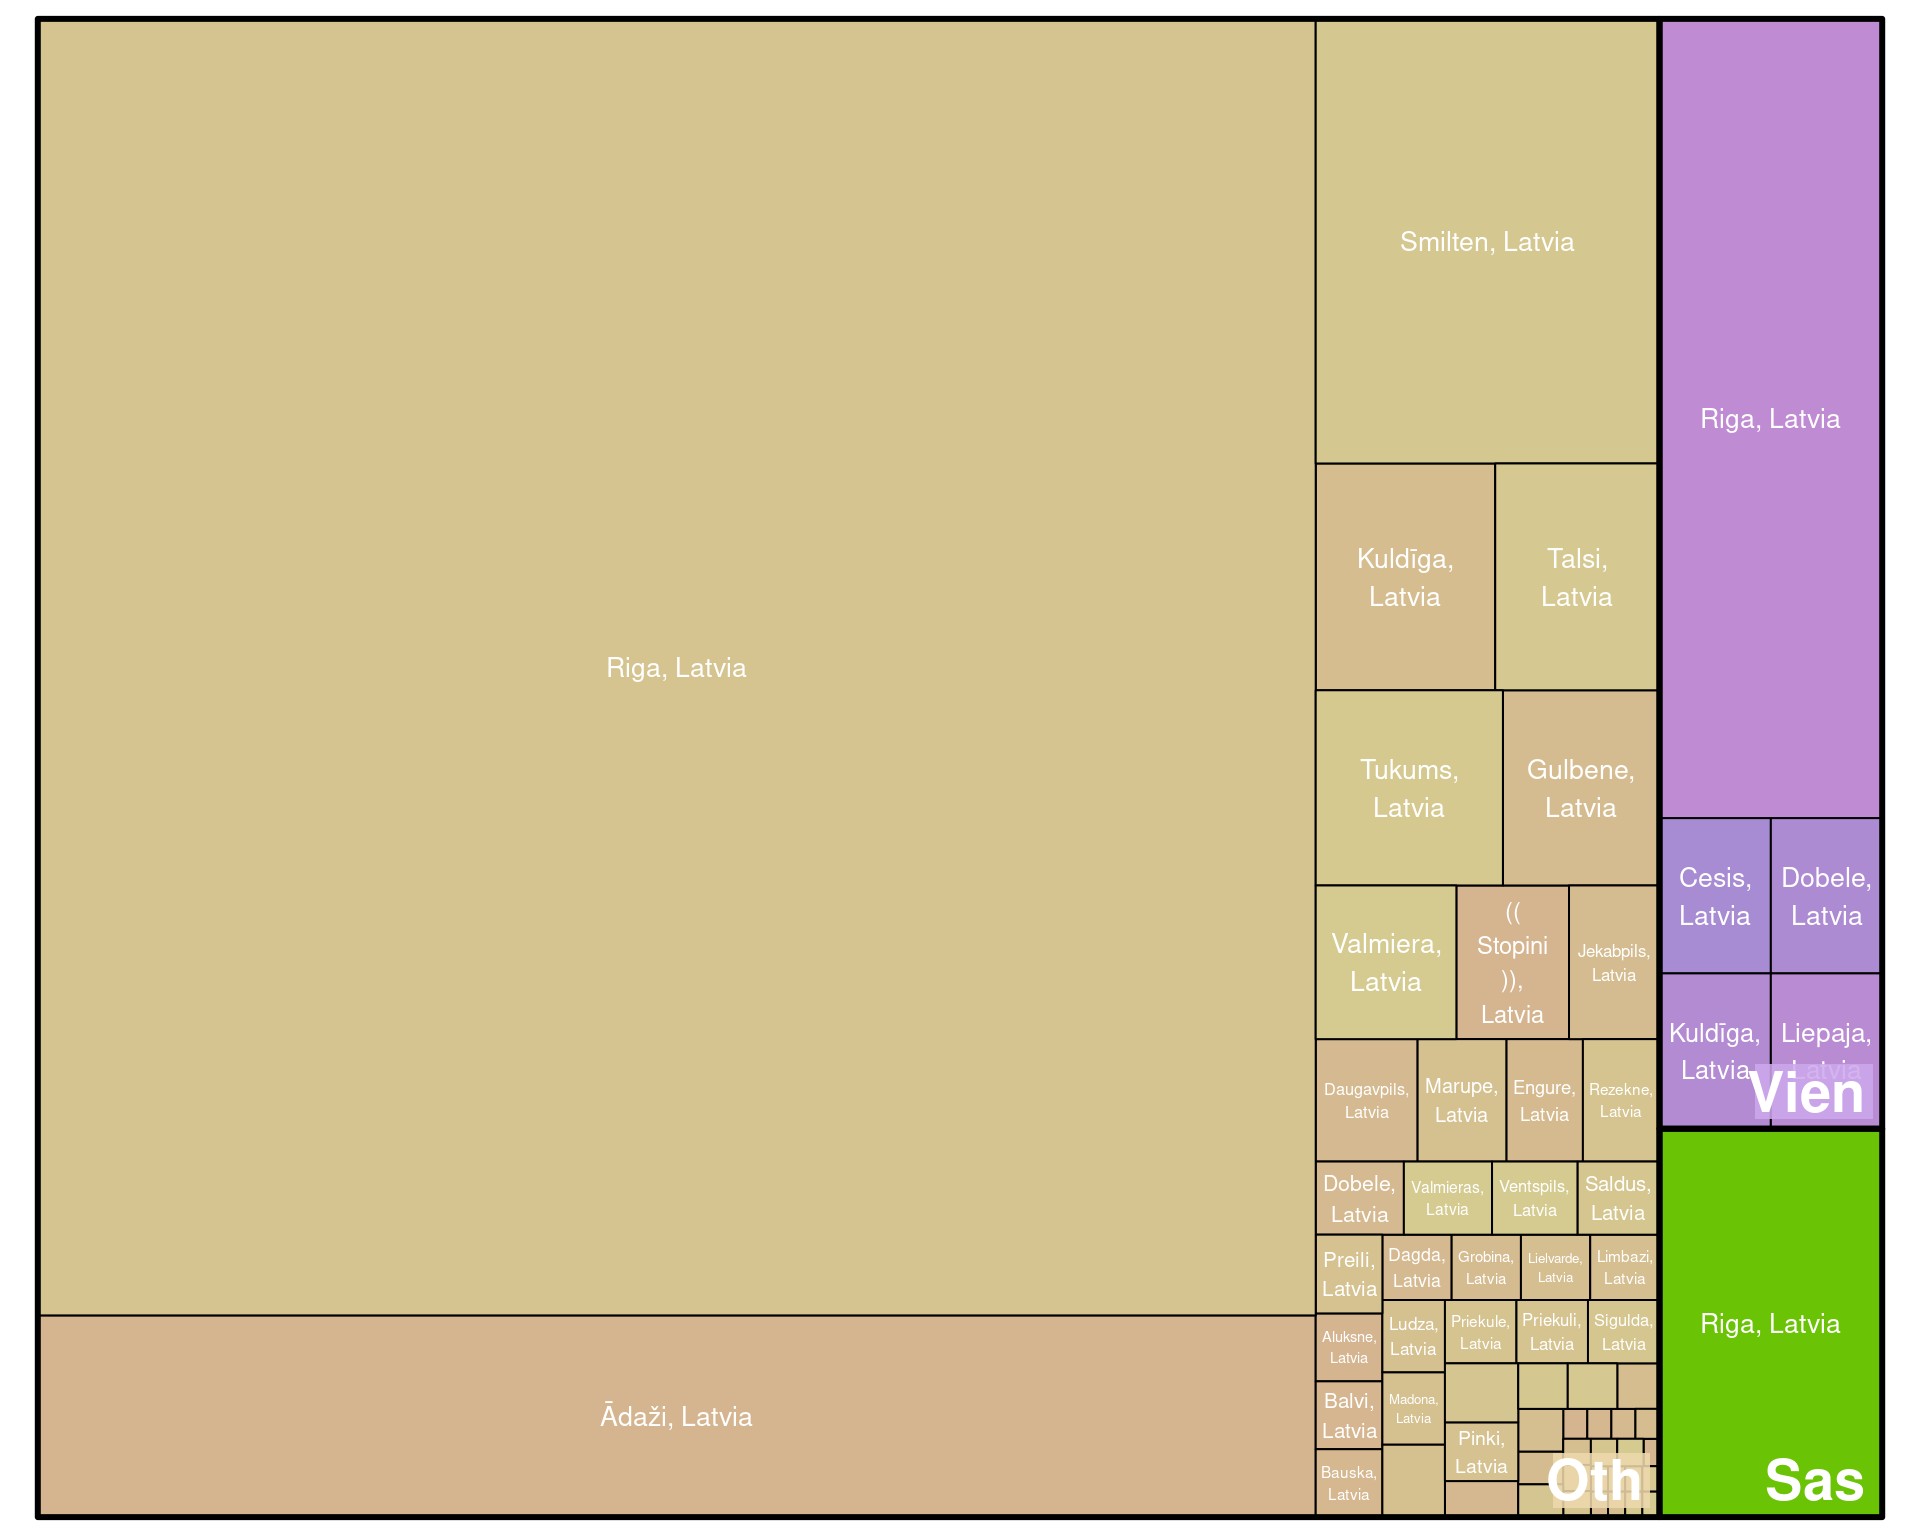 Riga, Latvia
Ādaži, Latvia
Smilten, Latvia
Kuldīga,
Latvia
Talsi,
Latvia
Tukums,
Latvia
Gulbene,
Latvia
Valmiera,
Latvia
((
Stopini
)),
Latvia
Jekabpils,
Latvia
Daugavpils,
Latvia
Marupe,
Latvia
Engure,
Latvia
Rezekne,
Latvia
Dobele,
Latvia
Valmieras,
Latvia
Ventspils,
Latvia
Saldus,
Latvia
Preili,
Latvia
Dagda,
Latvia
Grobina,
Latvia
Lielvarde,
Latvia
Limbazi,
Latvia
Aluksne,
Latvia
Ludza,
Latvia
Priekule,
Latvia
Priekuli,
Latvia
Sigulda,
Latvia
Balvi,
Latvia
Madona,
Latvia
Pinki,
Latvia
Bauska,
Latvia
Oth
Riga, Latvia
Cesis,
Latvia
Dobele,
Latvia
Kuldīga,
Latvia
Liepaja,
Latvia
Vien
Riga, Latvia
Sas